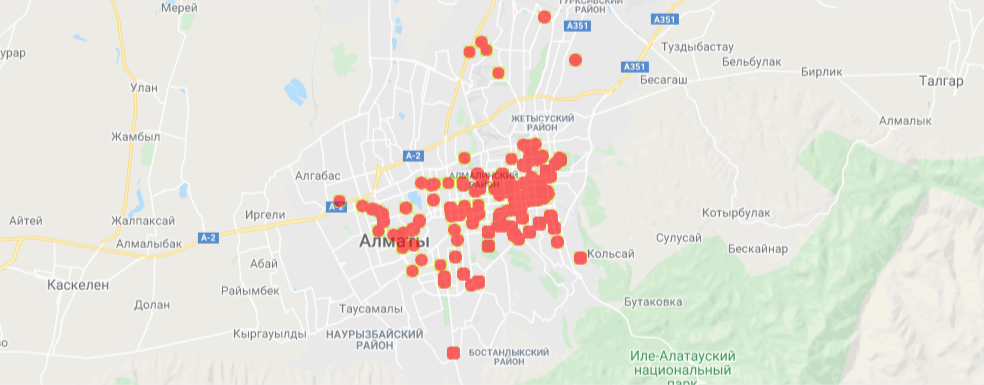 Мерей
ТУРКСИБСКИЙ
РАЙОН
A351
A351
Туздыбастау
Бельбулак
Бирлик
A351
Бесагаш
Талгар
Улан
Алмалык
Жамбыл
ЖЕТЫСУСКИЙ
РАЙОН
A-2
Алгабас
АЛМАЛИНСКИЙ
РАЙОН
A-2
Айтей
Жалпаксай
Иргели
Котырбулак
A-2
Алмалыбак
Алматы
Сулусай
Бескайнар
Кольсай
Абай
Каскелен
Райымбек
Долан
Таусамалы
Бутаковка
Кыргауылды
НАУРЫЗБАЙСКИЙ
РАЙОН
БОСТАНДЫКСКИЙ
РАЙОН
Иле-Алатауский
национальный
парк